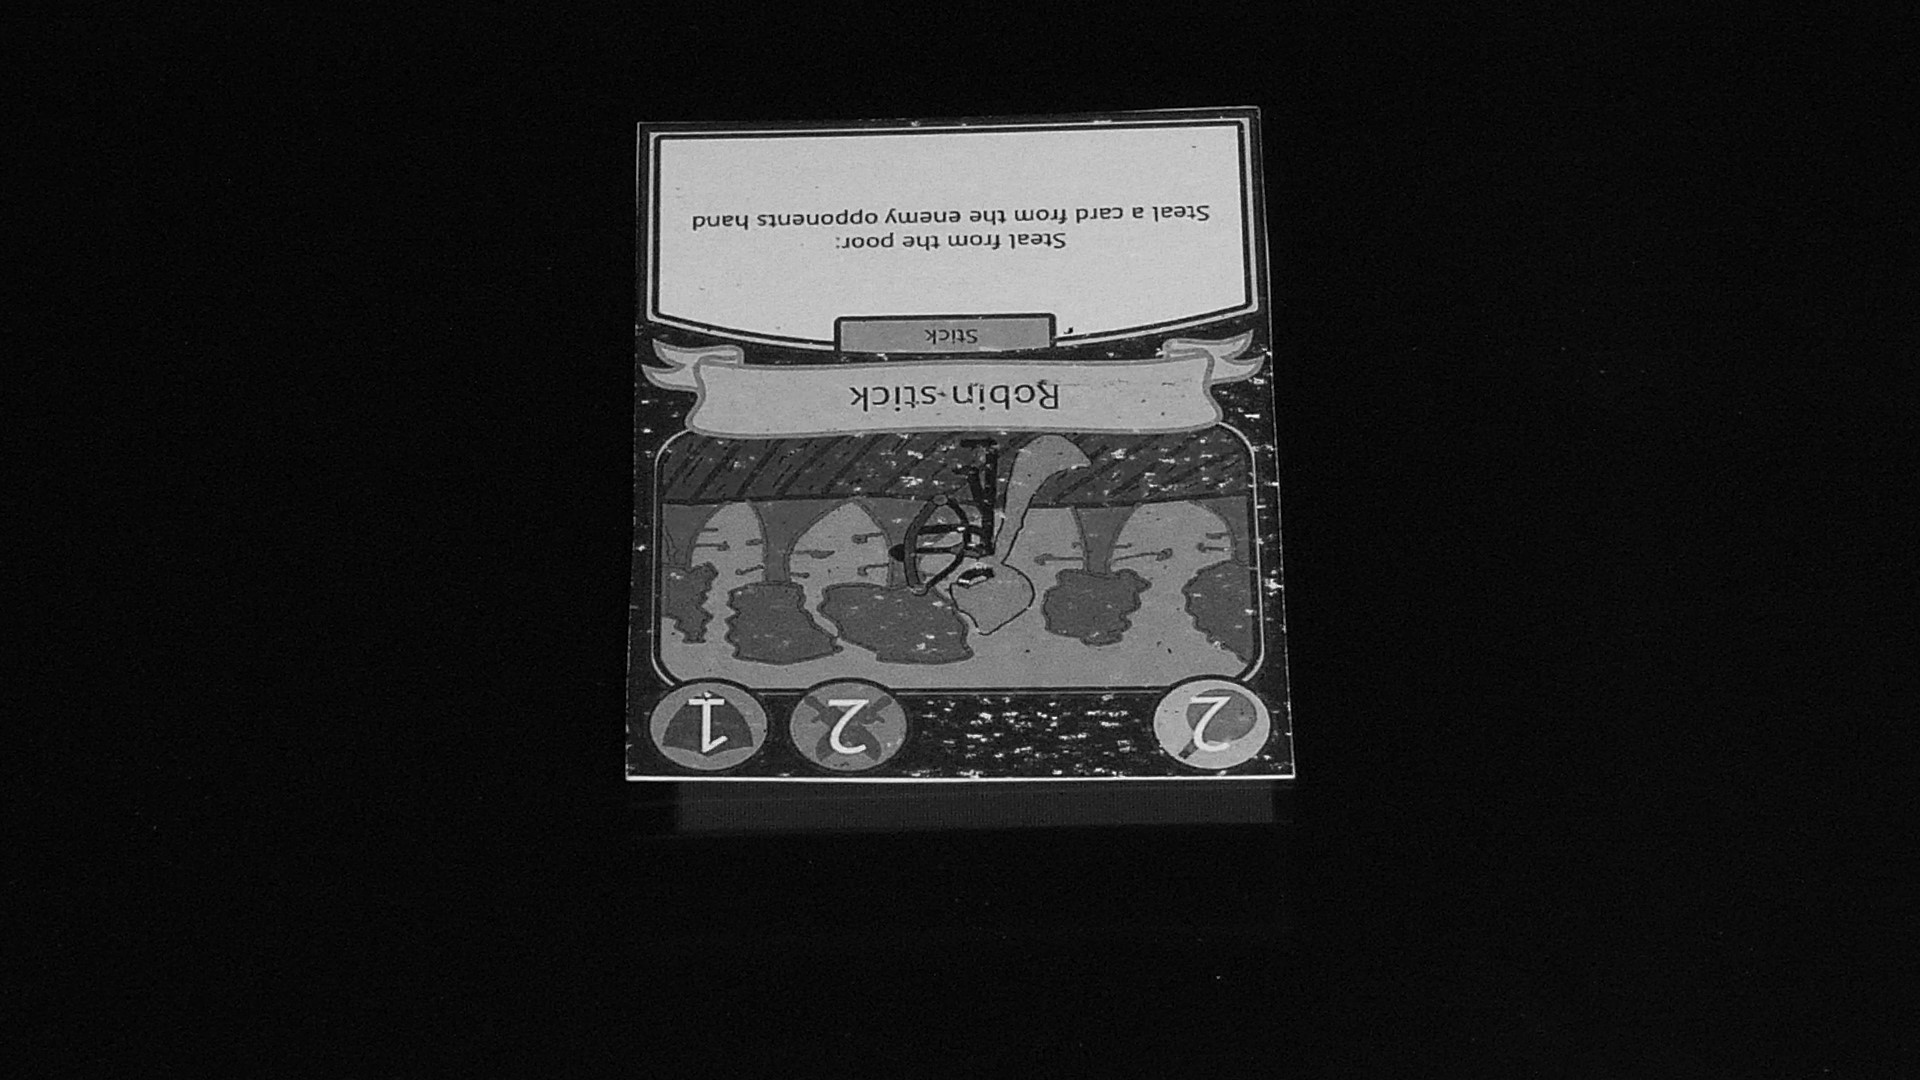 2 2 1
Robin-stick
Stick
Steal from the poor:
Steal a card from the enemy opponents hand